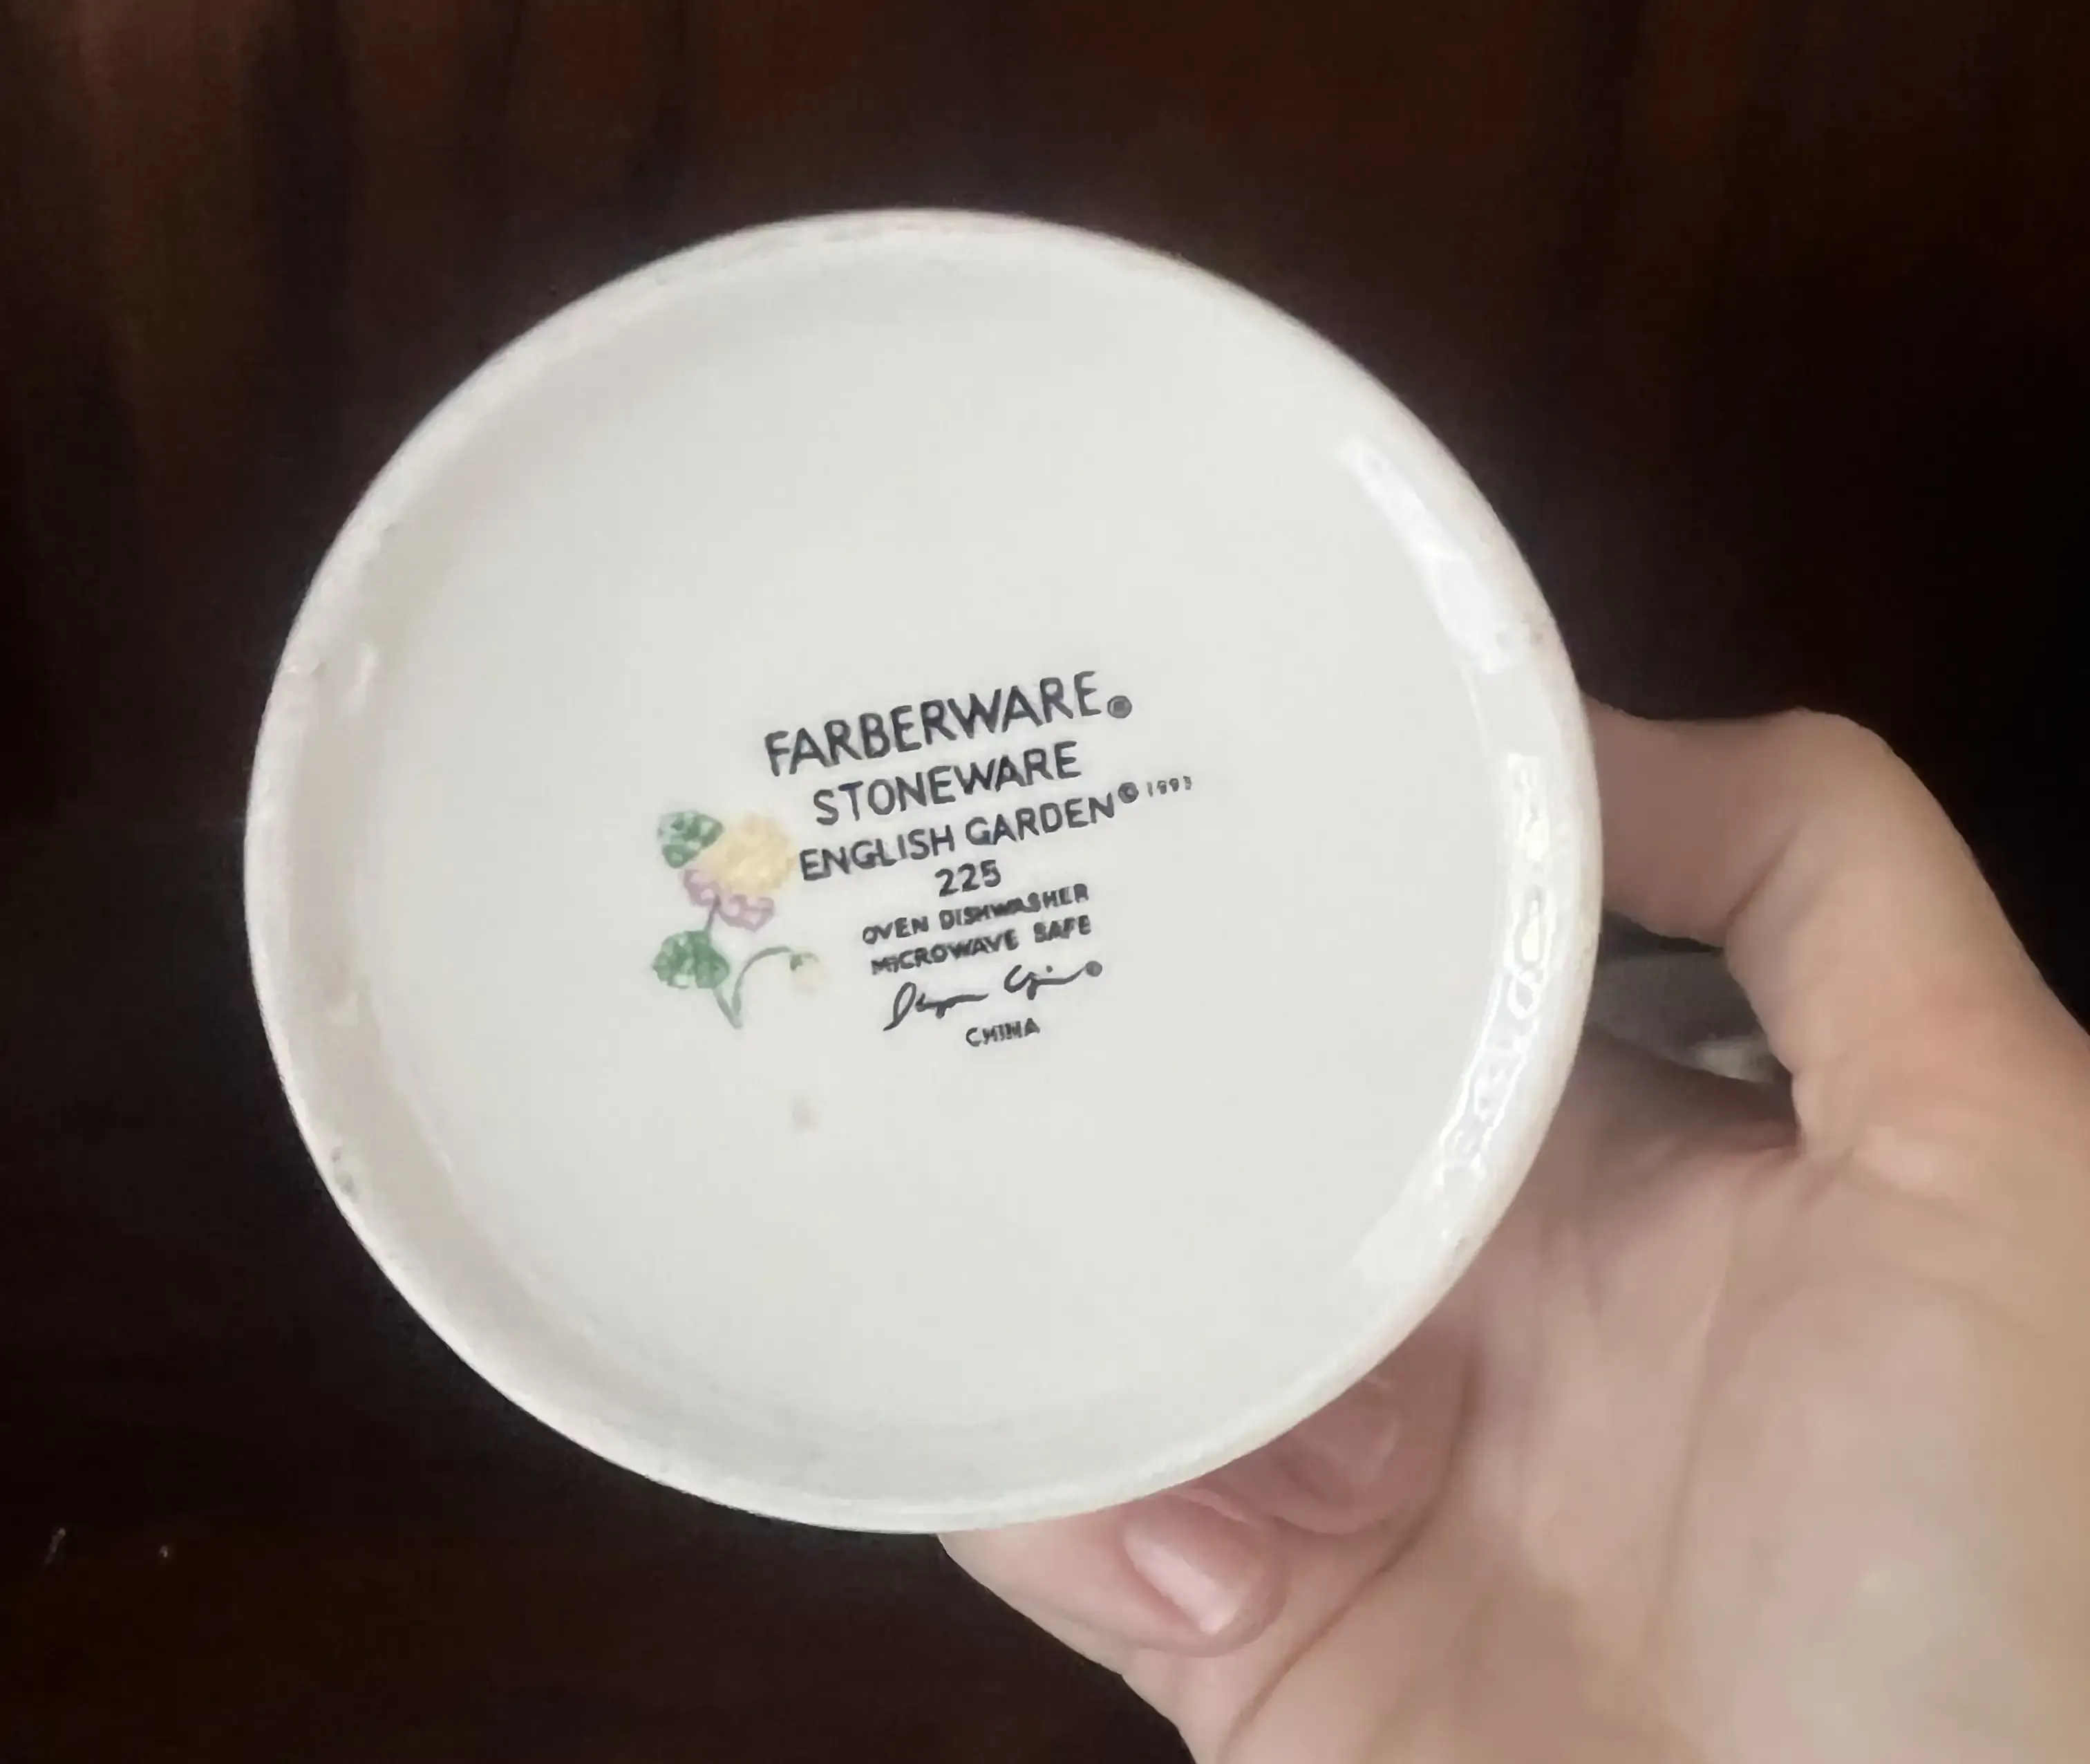 FARBERWARE®
STONEWARE
ENGLISH GARDEN © 1993
225
OVEN DISHWASHER
MICROWAVE SAFE
CHINA